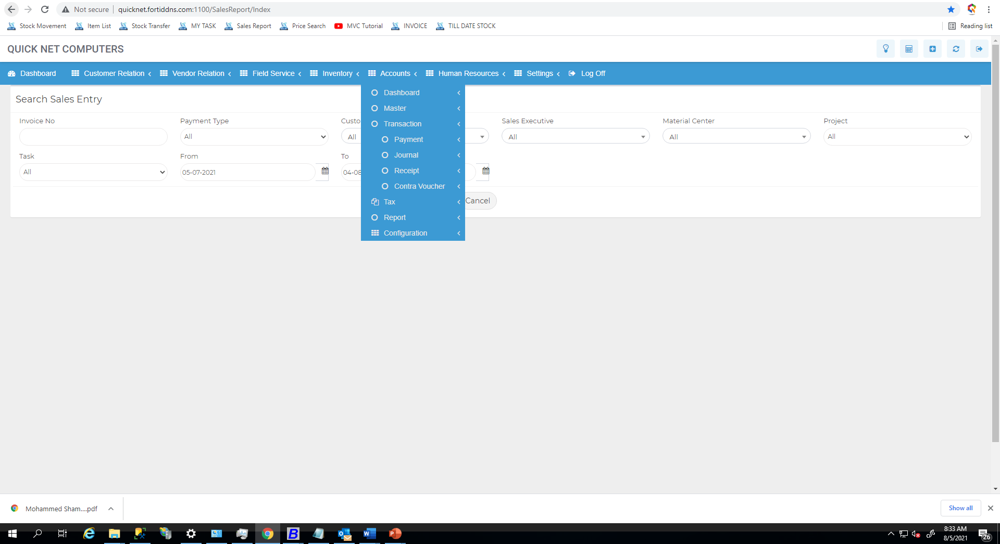 Not secure | quicknet.fortiddns.com:1100/SalesReport/Index
Stock Movement Item List Stock Transfer MY TASK Sales Report Price Search MVC Tutorial INVOICE TILL DATE STOCK Reading list
QUICK NET COMPUTERS
Dashboard Customer Relation Vendor Relation Field Service Inventory Accounts Human Resources Settings Log Off
Search Sales Entry
Dashboard
Master
Transaction
Payment
Journal
Receipt
Contra Voucher
Tax
Report
Configuration
Invoice No Payment Type Custo Sales Executive Material Center Project
All All All All All
Task From To
All 05-07-2021 04-08
Cancel
Mohammed Sham....pdf Show all
8:33 AM
8/5/2021
26